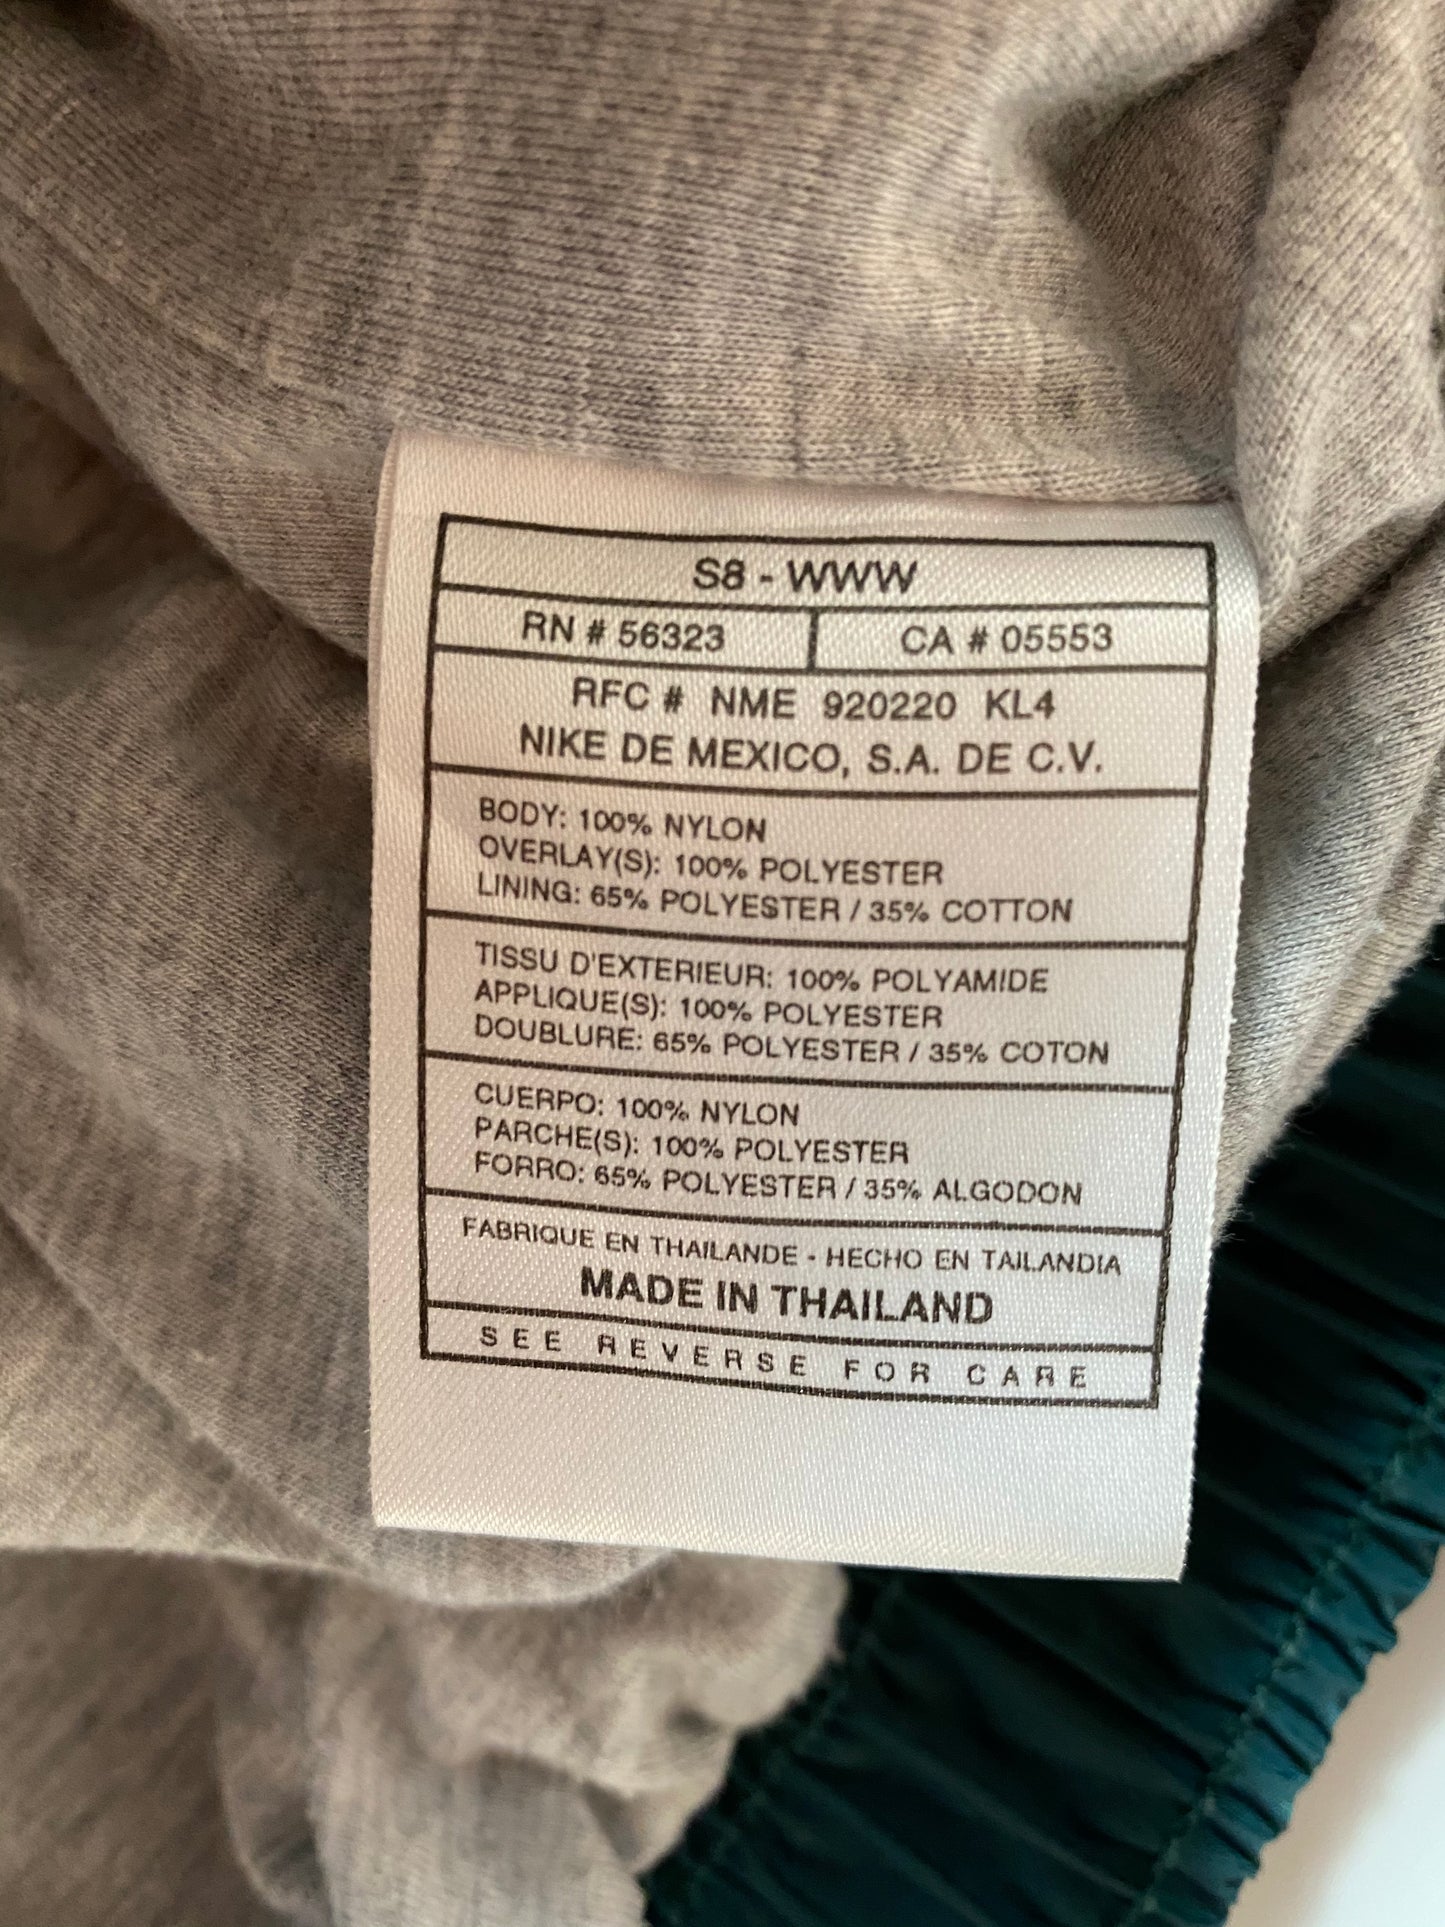 S8 - WWW
RN # 56323
CA # 05553
RFC # NME 920220 KL4
NIKE DE MEXICO, S.A. DE C.V.
BODY: 100% NYLON
OVERLAY(S): 100% POLYESTER
LINING: 65% POLYESTER / 35% COTTON
TISSU D'EXTERIEUR: 100% POLYAMIDE
APPLIQUE(S): 100% POLYESTER
DOUBLURE: 65% POLYESTER / 35% COTON
CUERPO: 100% NYLON
PARCHE(S): 100% POLYESTER
FORRO: 65% POLYESTER / 35% ALGODON
FABRIQUE EN THAILANDE - HECHO EN TAILANDIA
MADE IN THAILAND
SEE REVERSE FOR CARE